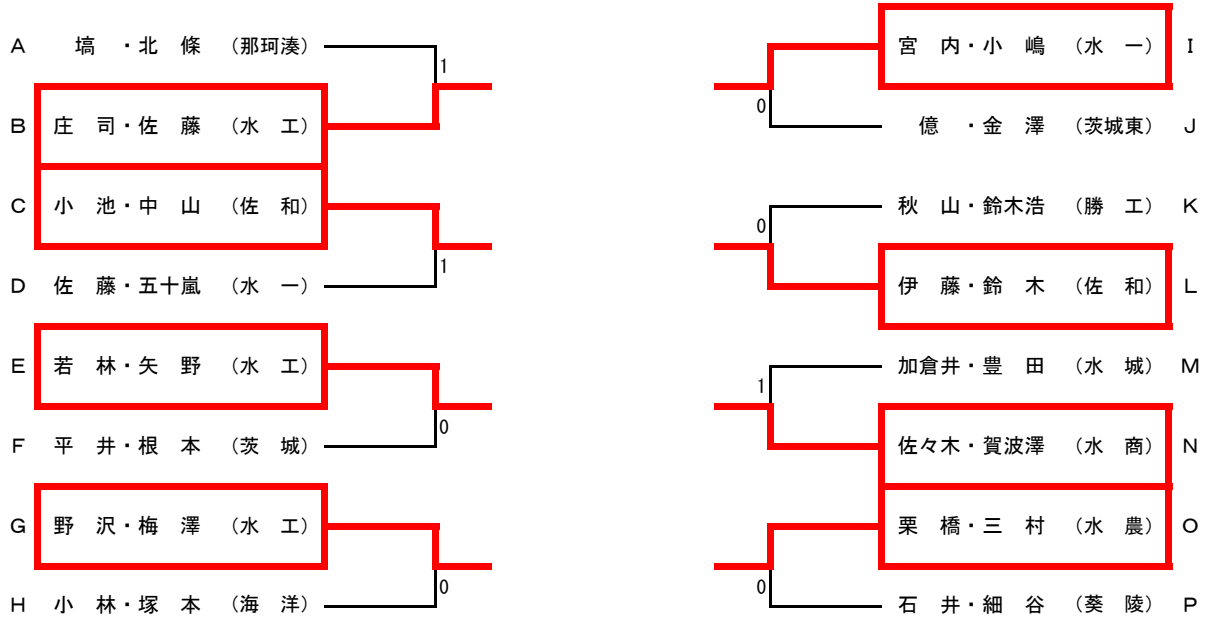 A 塙 ・北 條 （那珂湊）
1
B 庄 司・佐 藤 （水 工）
C 小 池・中 山 （佐 和）
1
D 佐 藤・五十嵐 （水 一）
E 若 林・矢 野 （水 工）
0
F 平 井・根 本 （茨 城）
G 野 沢・梅 澤 （水 工）
0
H 小 林・塚 本 （海 洋）
宮 内・小 嶋 （水 一） I
0
億 ・金 澤 （茨城東） J
秋 山・鈴木浩 （勝 工） K
0
伊 藤・鈴 木 （佐 和） L
加倉井・豊 田 （水 城） M
1
佐々木・賀波澤 （水 商） N
栗 橋・三 村 （水 農） O
0
石 井・細 谷 （葵 陵） P